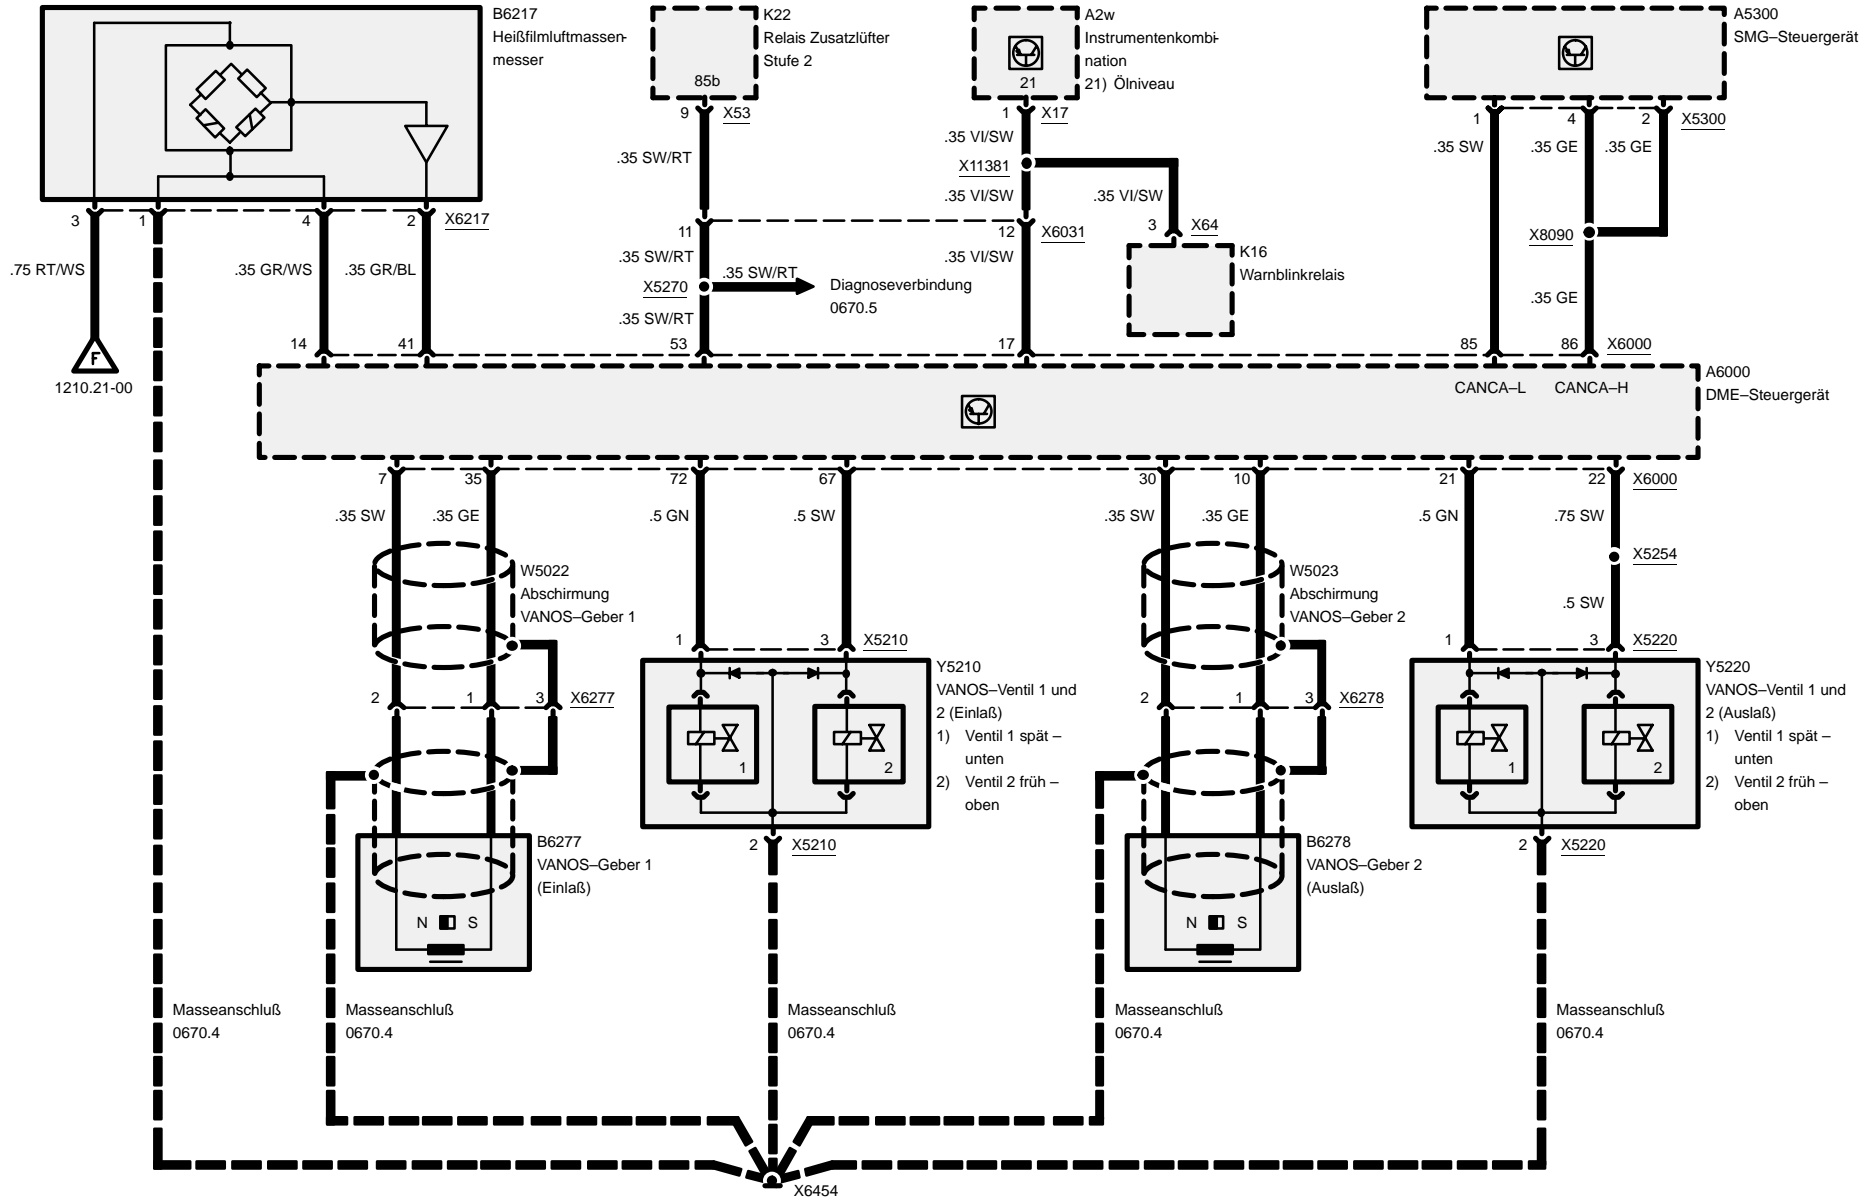 B6217
Heißfilmluftmassen-
messer
K22
Relais Zusatzlüfter
Stufe 2
85b
A2w
Instrumentenkombi-
nation
21) Ölniveau
21
A5300
SMG–Steuergerät
3
1
4
2
X6217
9
X53
1
X17
1
4
2
X5300
.35 VI/SW
.35 SW
.35 GE
.35 GE
.35 SW/RT
X11381
.35 VI/SW
.35 VI/SW
11
12
X6031
3
X64
X8090
K16
Warnblinkrelais
.75 RT/WS
.35 GR/WS
.35 GR/BL
.35 SW/RT
.35 VI/SW
.35 SW/RT
X5270
Diagnoseverbindung
0670.5
.35 GE
.35 SW/RT
F
1210.21-00
14
41
53
17
85
86
X6000
A6000
DME–Steuergerät
CANCA–L
CANCA–H
7
35
72
67
30
10
21
22
X6000
.35 SW
.35 GE
.5 GN
.5 SW
.35 SW
.35 GE
.5 GN
.75 SW
X5254
W5022
Abschirmung
VANOS–Geber 1
W5023
Abschirmung
VANOS–Geber 2
.5 SW
1
3
X5210
1
3
X5220
2
1
3
X6277
Y5210
VANOS–Ventil 1 und
2 (Einlaß)
1) Ventil 1 spät –
unten
2) Ventil 2 früh –
oben
1
2
2
1
3
X6278
Y5220
VANOS–Ventil 1 und
2 (Auslaß)
1) Ventil 1 spät –
unten
2) Ventil 2 früh –
oben
1
2
B6277
VANOS–Geber 1
(Einlaß)
N S
2
X5210
B6278
VANOS–Geber 2
(Auslaß)
N S
2
X5220
Masseanschluß
0670.4
Masseanschluß
0670.4
Masseanschluß
0670.4
Masseanschluß
0670.4
Masseanschluß
0670.4
X6454